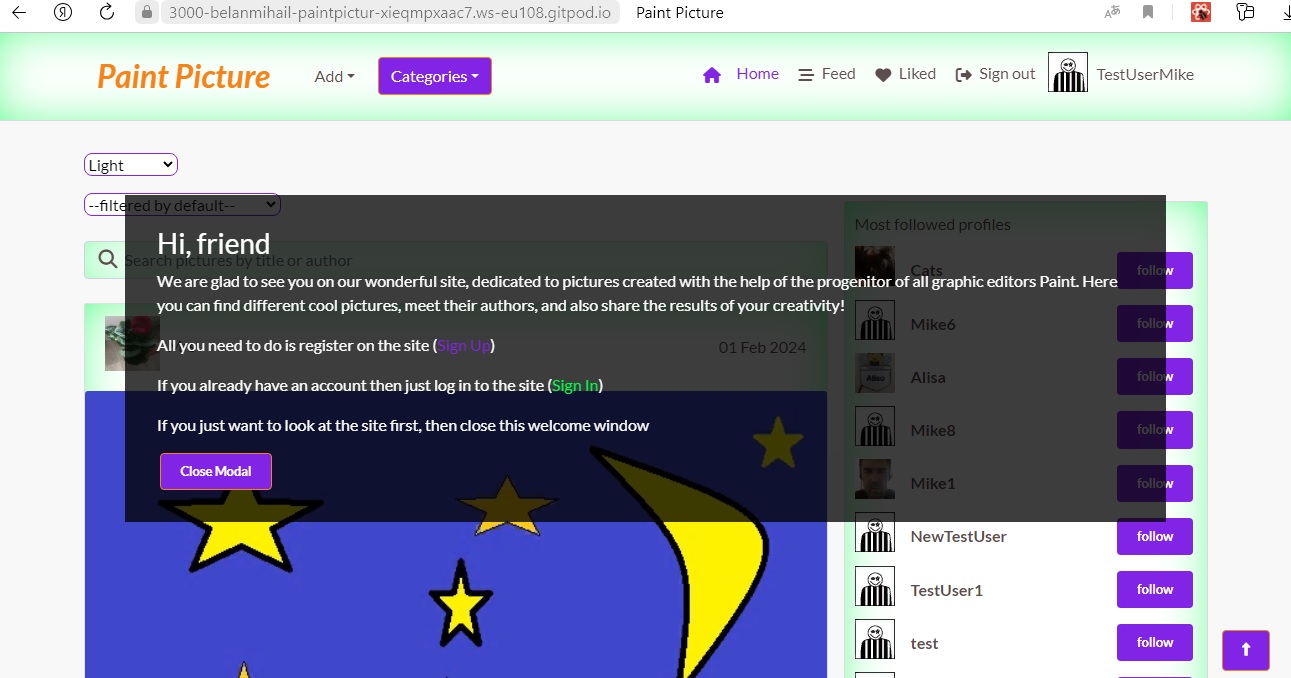 3000-belanmihail-paintpictur-xieqmpxaac7.ws-eu108.gitpod.io Paint Picture
Paint Picture Add Categories Home Feed Liked Sign out TestUserMike
Light
--filtered by default--
Search pictures by title or author
Hi, friend
We are glad to see you on our wonderful site, dedicated to pictures created with the help of the progenitor of all graphic editors Paint. Here
you can find different cool pictures, meet their authors, and also share the results of your creativity!
All you need to do is register on the site (Sign Up)
If you already have an account then just log in to the site (Sign In)
If you just want to look at the site first, then close this welcome window
Close Modal
01 Feb 2024
Most followed profiles
Cats follow
Mike6 follow
Alisa follow
Mike8 follow
Mike1 follow
NewTestUser follow
TestUser1 follow
test follow